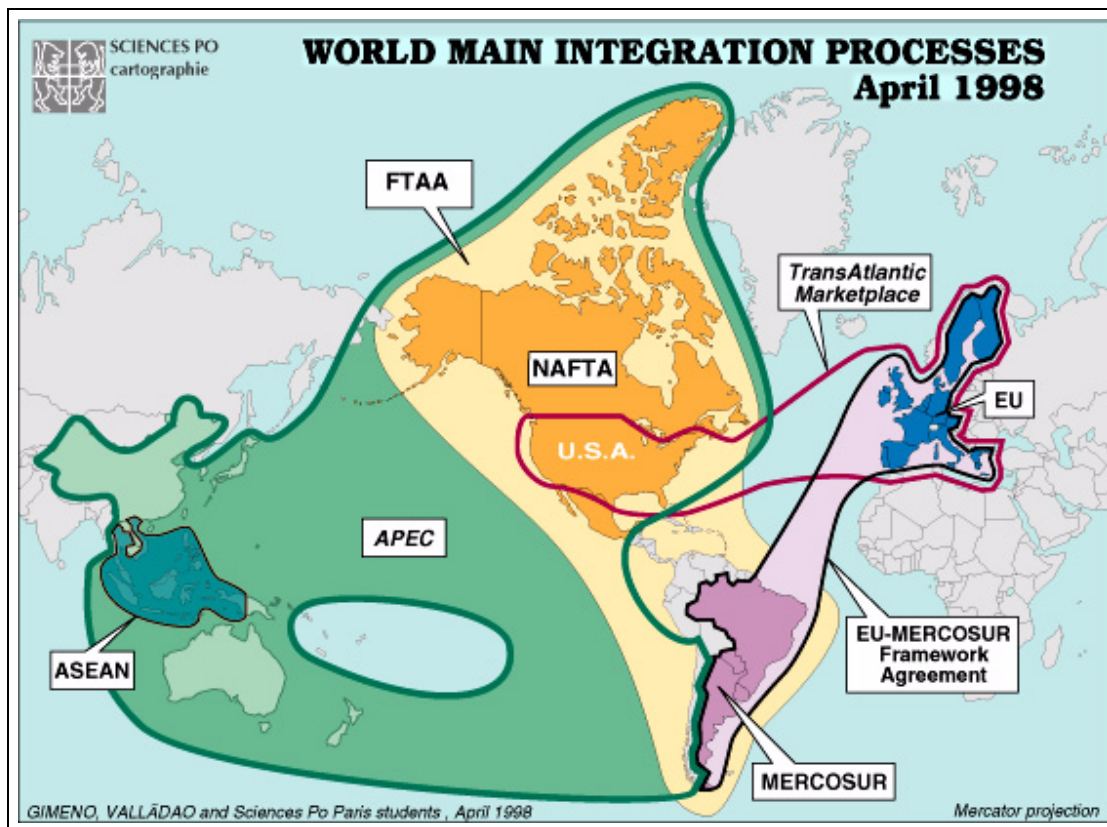 SCIENCES PO
cartographie
WORLD MAIN INTEGRATION PROCESSES
April 1998
FTAA
TransAtlantic
Marketplace
NAFTA
EU
U.S.A.
APEC
ASEAN
EU-MERCOSUR
Framework
Agreement
MERCOSUR
GIMENO, VALLÃDAO and Sciences Po Paris students , April 1998
Mercator projection